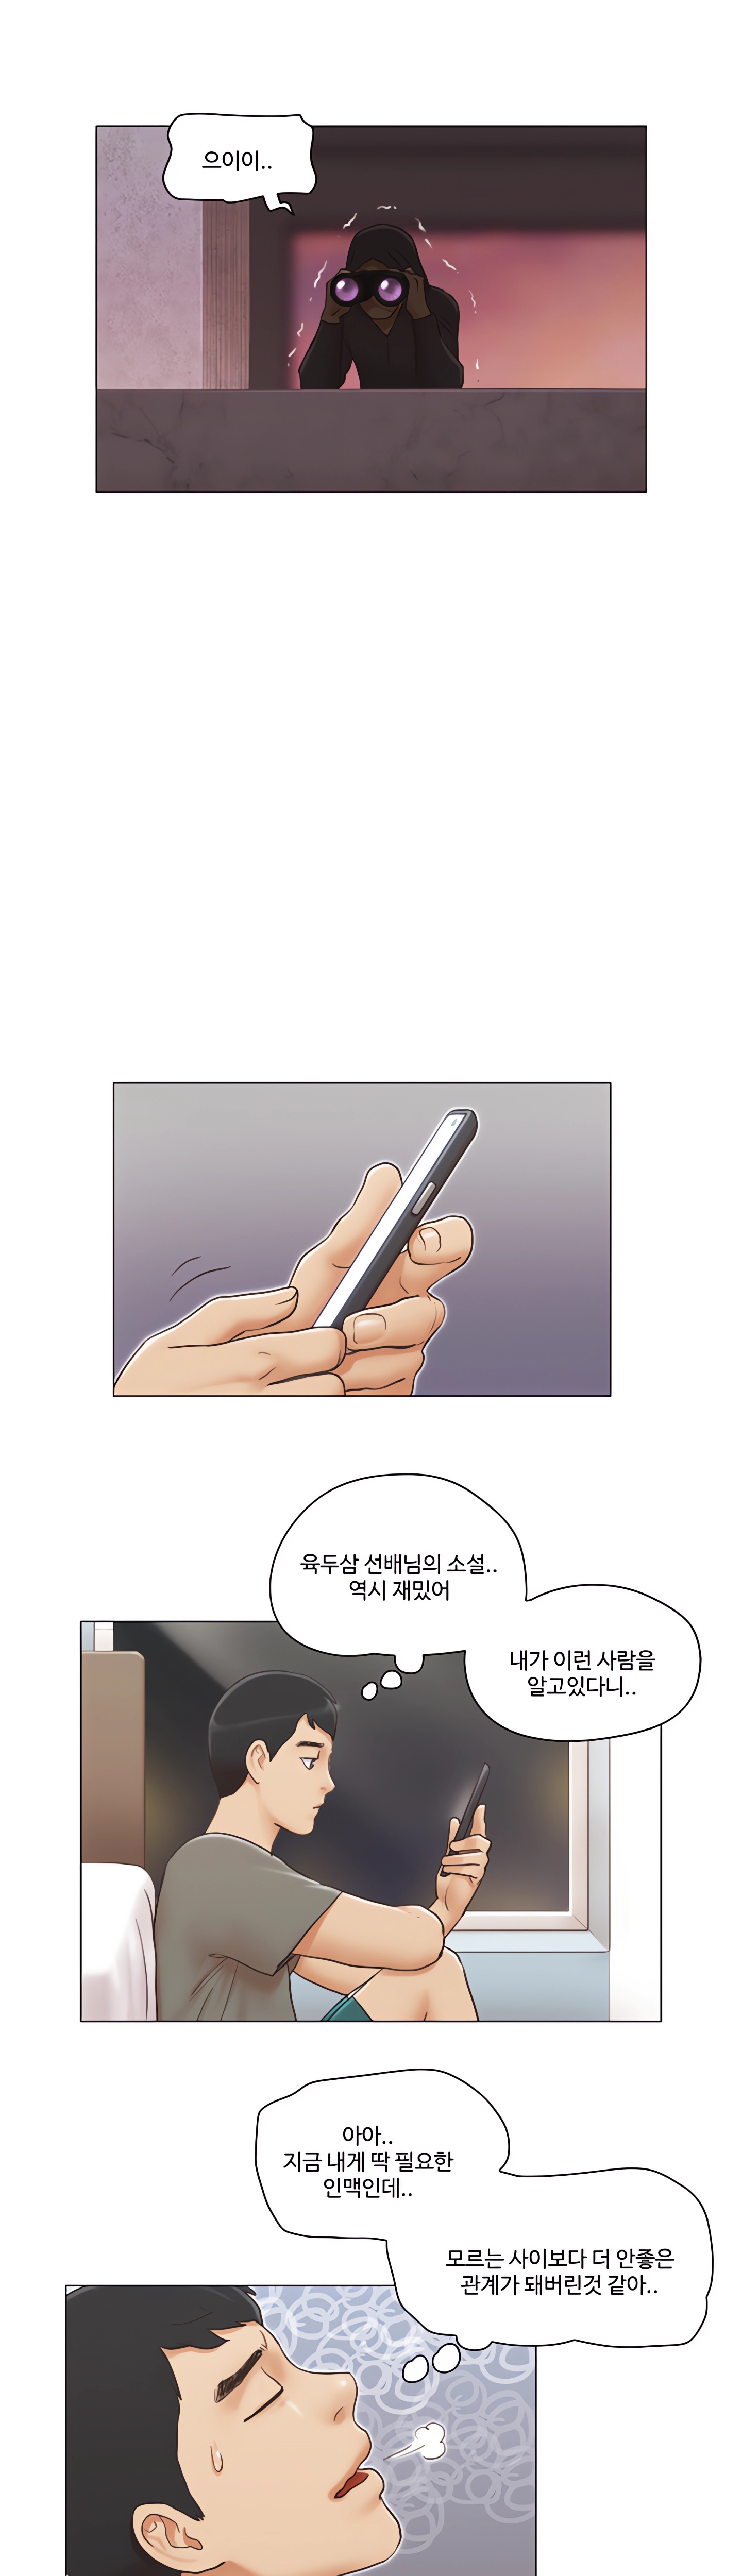 으이이..
육두삼 선배님의 소설..
역시 재밌어
내가 이런 사람을
알고있다니..
아아..
지금 내게 딱 필요한
인맥인데..
모르는 사이보다 더 안좋은
관계가 돼버린것 같아..